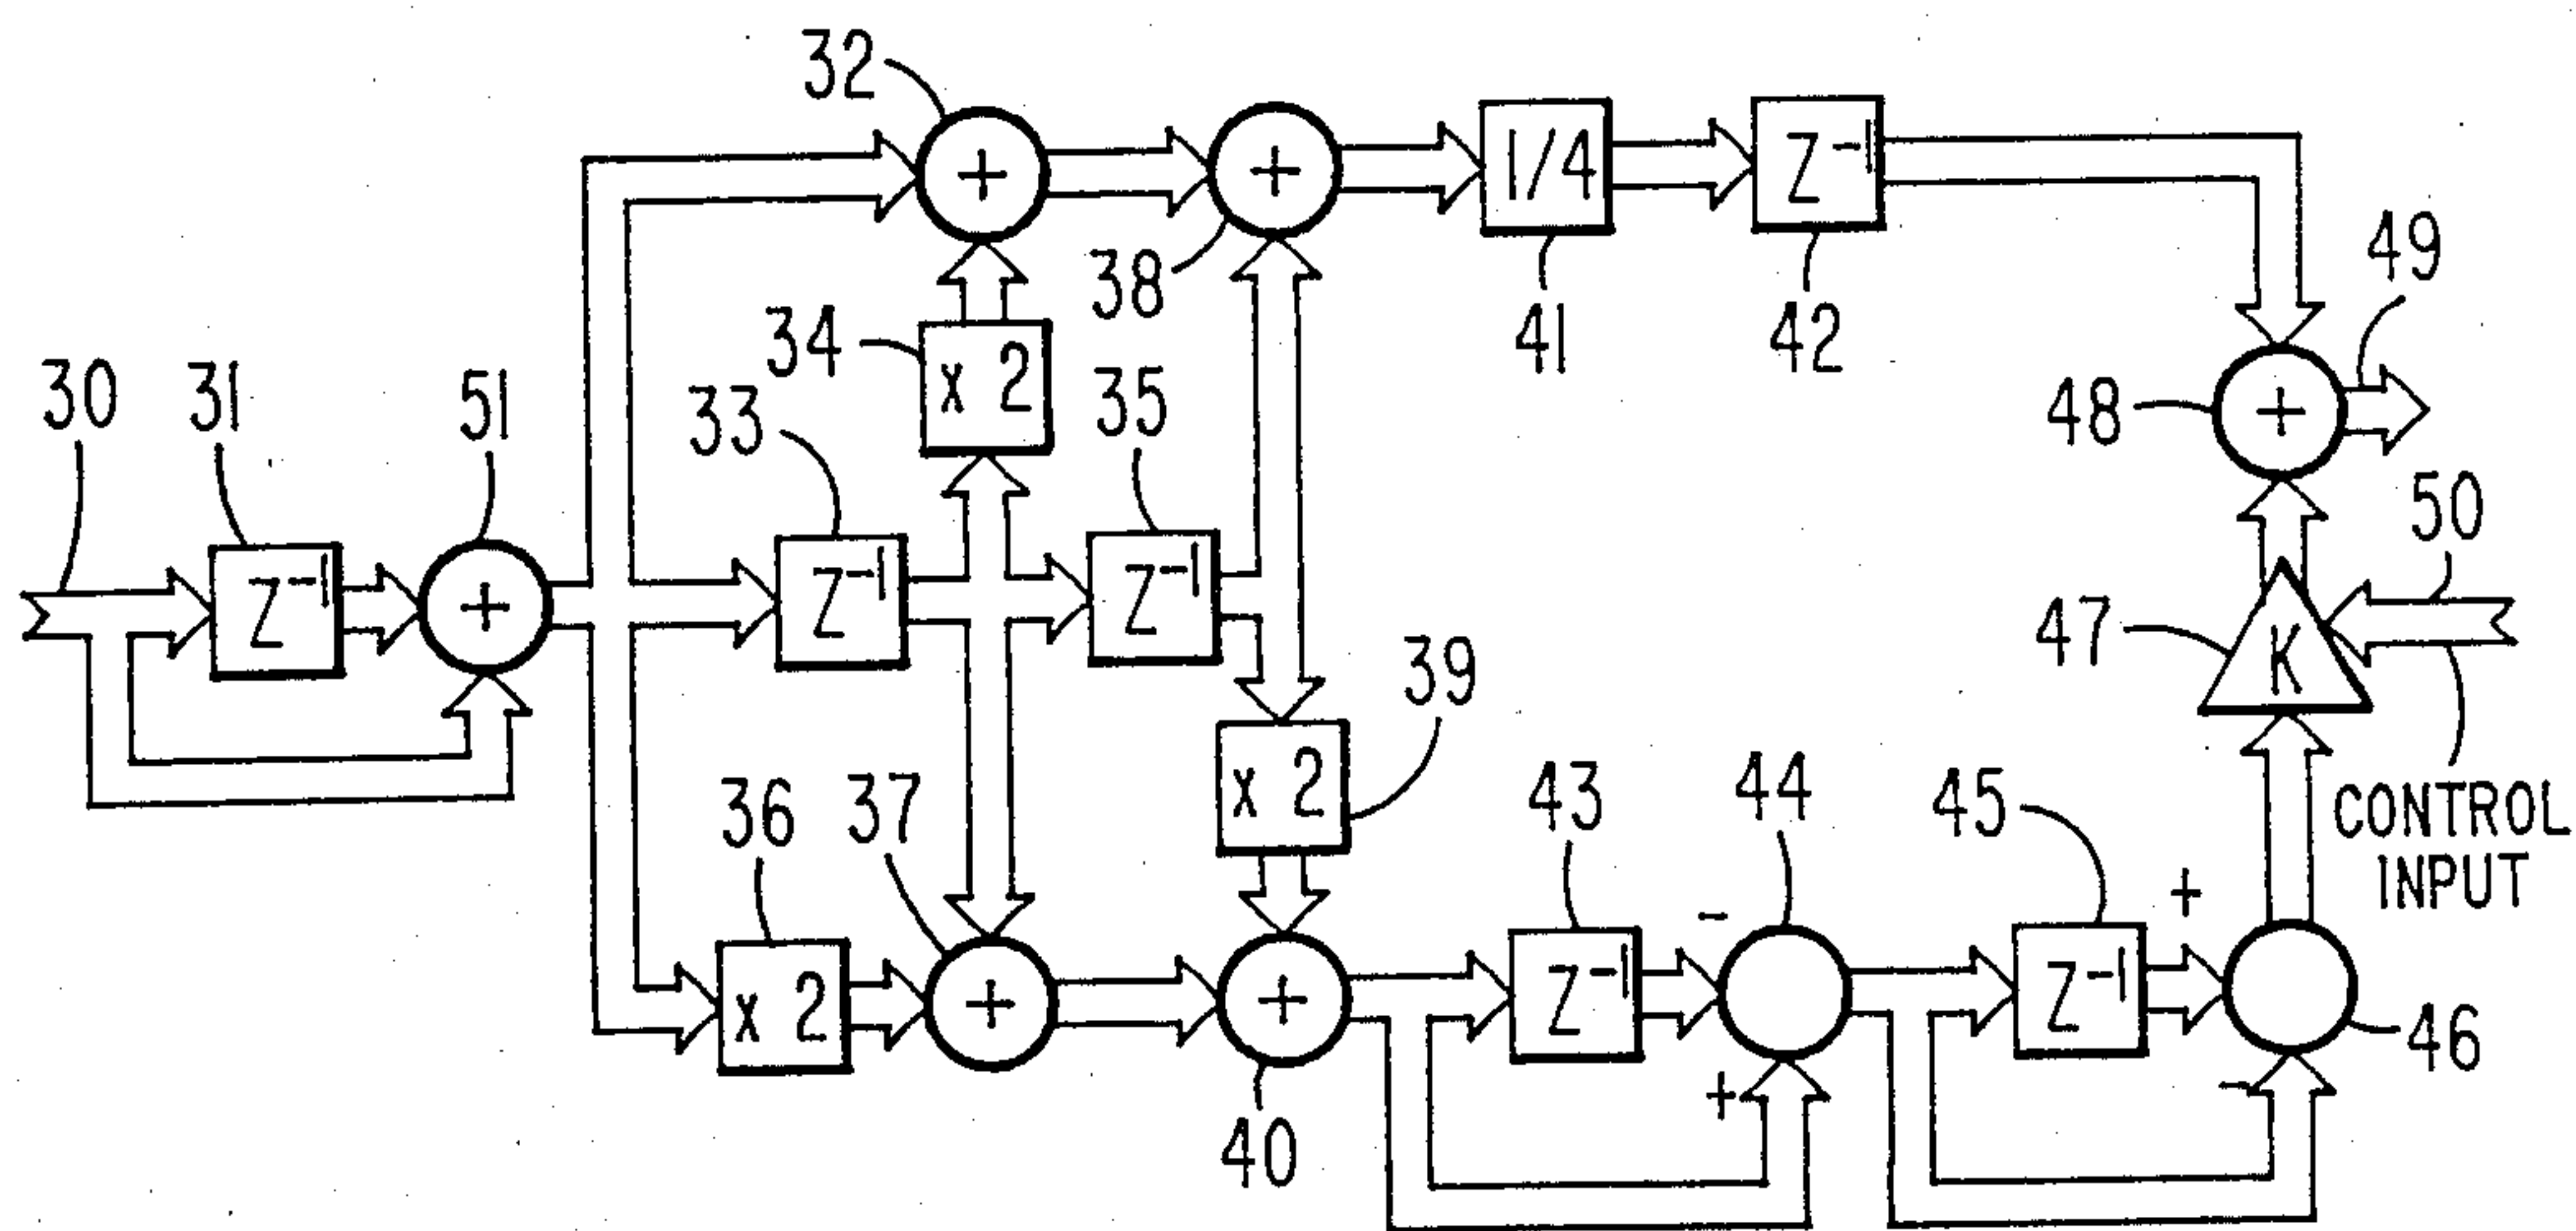 32
+
+
1/4
Z⁻¹
38
41
42
49
34
x 2
30
31
51
33
35
48
+
50
Z⁻¹
+
Z⁻¹
Z⁻¹
47
K
39
CONTROL
INPUT
36
37
x 2
43
44
45
+
-
x 2
+
+
Z⁻¹
Z⁻¹
46
+
-
40